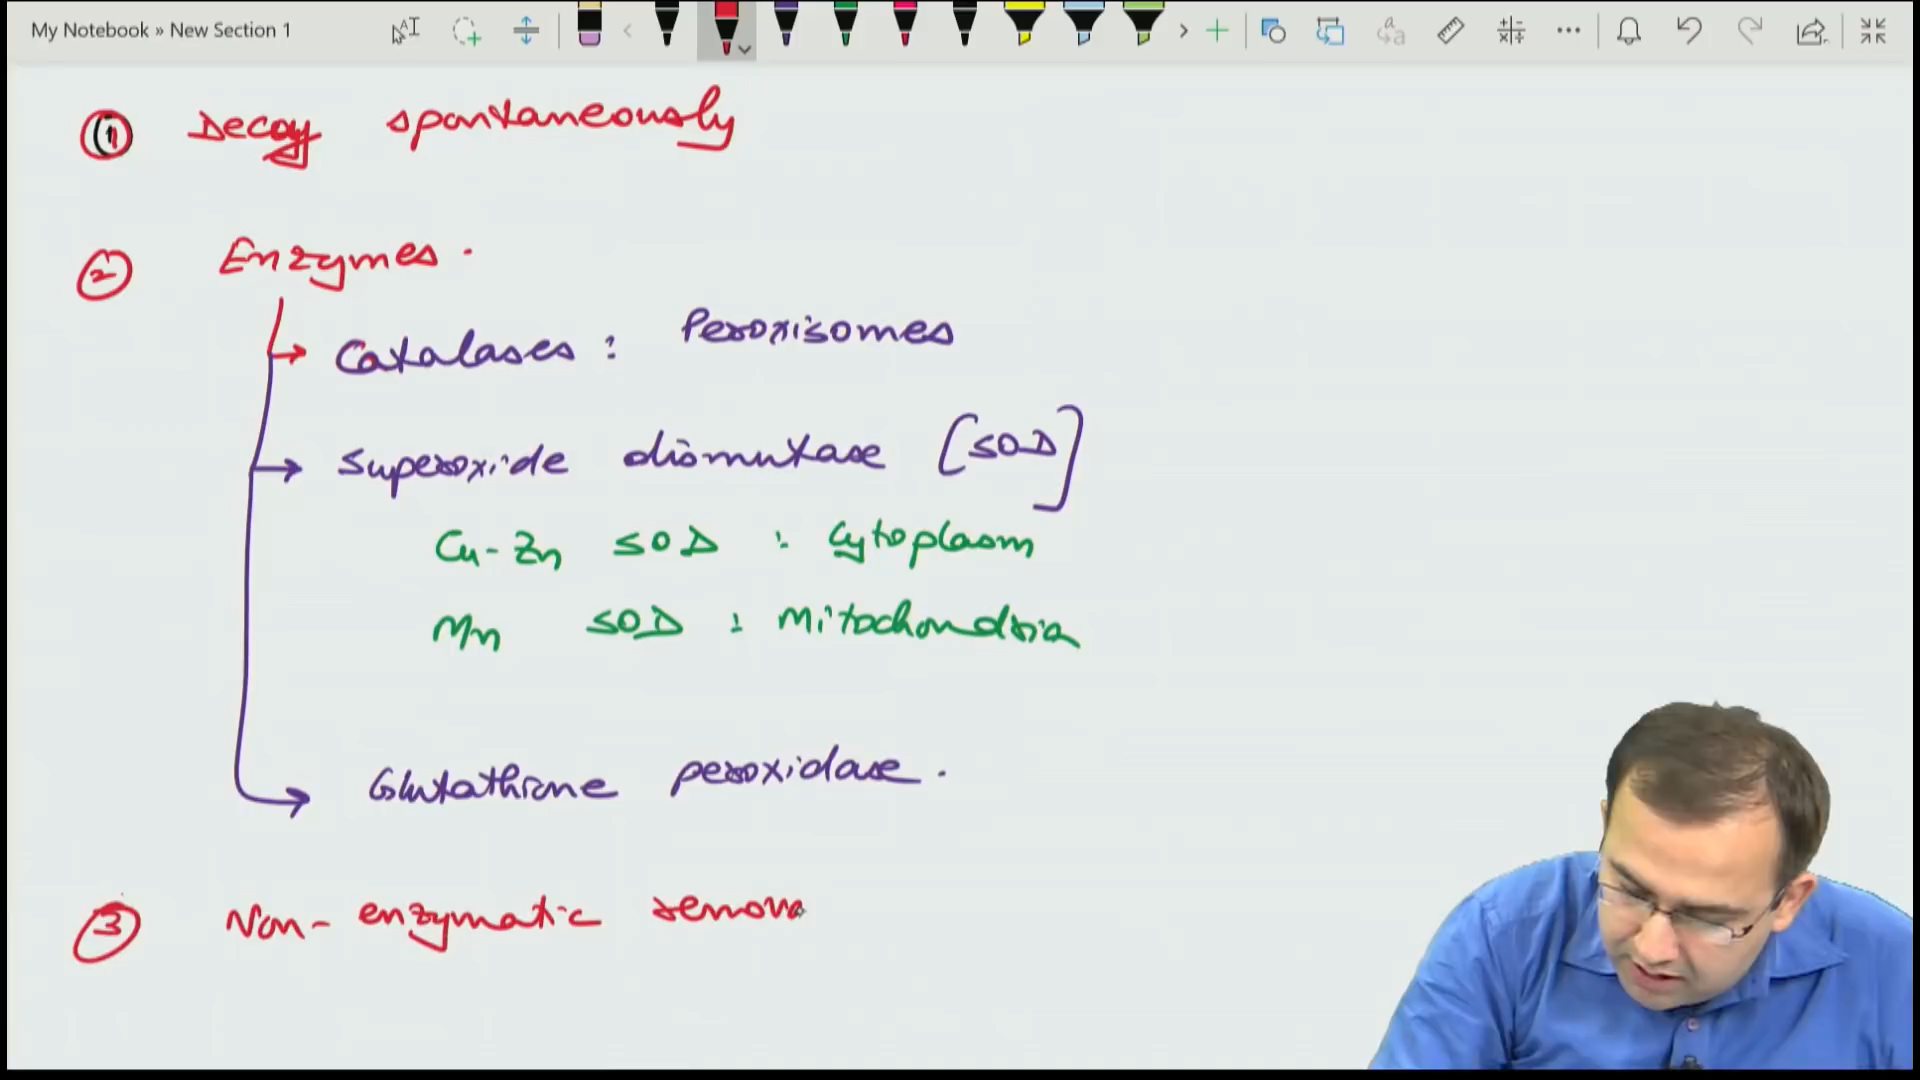 My Notebook » New Section 1
① Decay spontaneously
② Enzymes.
→ Catalases : Peroxisomes
→ Superoxide dismutase [SOD]
Cu-Zn SOD : Cytoplasm
Mn SOD : Mitochondria
→ Glutathione peroxidase.
③ Non-enzymatic remova